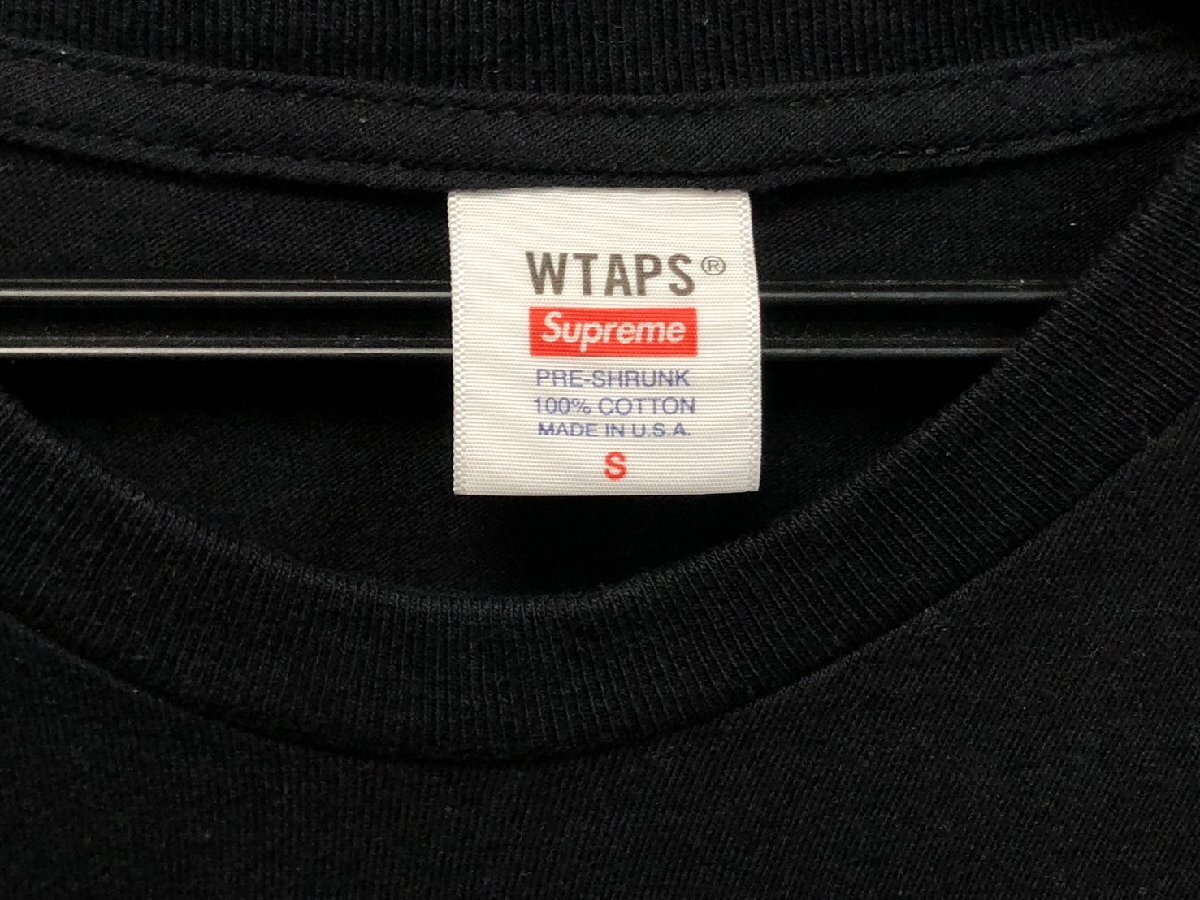 WTAPS®
Supreme
PRE-SHRUNK
100% COTTON
MADE IN U.S.A.
S